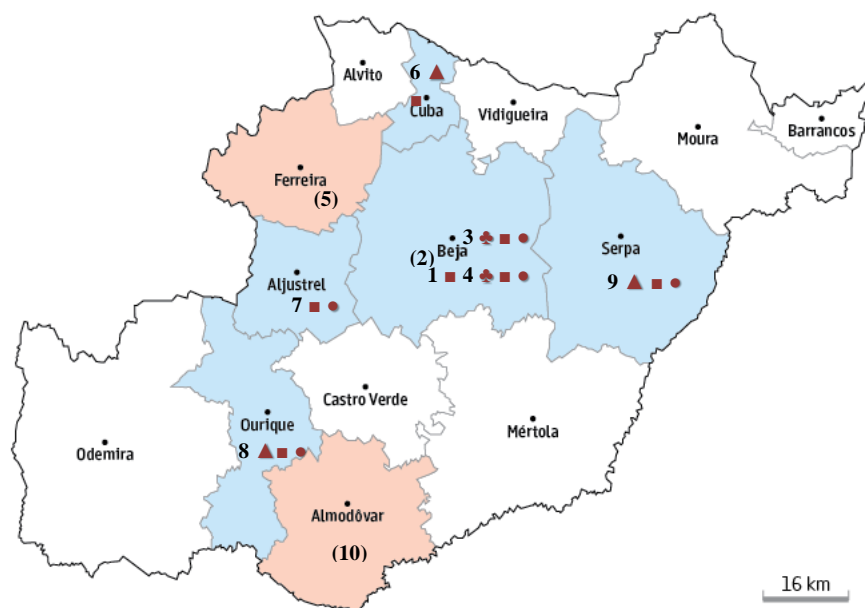 Alvito
6
Cuba
Vidigueira
Moura
Barrancos
Ferreira
(5)
Beja
3
(2)
1
4
Serpa
9
Aljustrel
7
Castro Verde
Ourique
8
Odemira
Mértola
Almodôvar
(10)
16 km